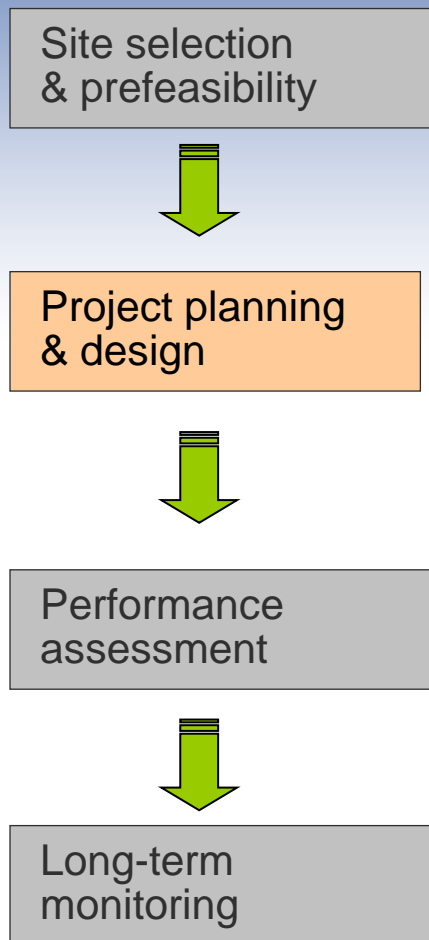 Site selection
& prefeasibility
Project planning
& design
Performance
assessment
Long-term
monitoring